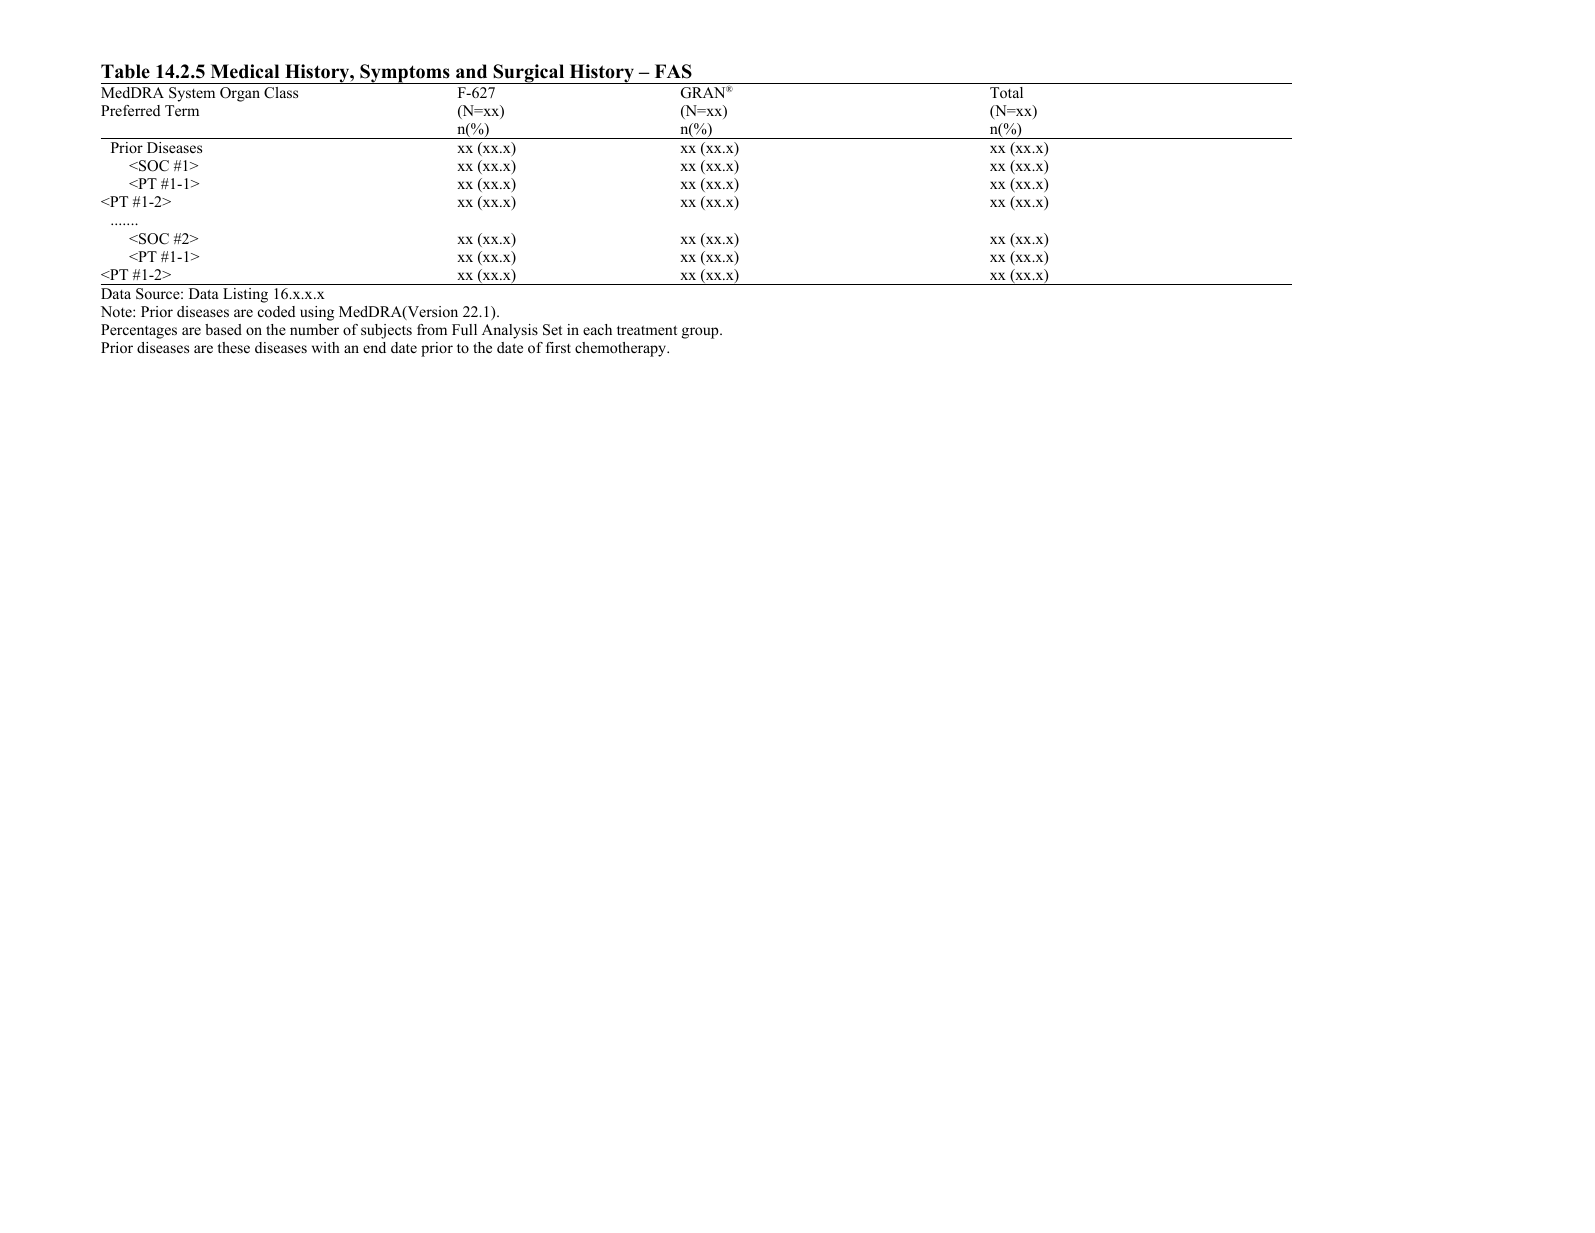 Table 14.2.5 Medical History, Symptoms and Surgical History – FAS
MedDRA System Organ Class F-627 GRAN® Total
Preferred Term (N=xx) (N=xx) (N=xx)
n(%) n(%) n(%)
Prior Diseases xx (xx.x) xx (xx.x) xx (xx.x)
<SOC #1> xx (xx.x) xx (xx.x) xx (xx.x)
<PT #1-1> xx (xx.x) xx (xx.x) xx (xx.x)
<PT #1-2> xx (xx.x) xx (xx.x) xx (xx.x)
.......
<SOC #2> xx (xx.x) xx (xx.x) xx (xx.x)
<PT #1-1> xx (xx.x) xx (xx.x) xx (xx.x)
<PT #1-2> xx (xx.x) xx (xx.x) xx (xx.x)
Data Source: Data Listing 16.x.x.x
Note: Prior diseases are coded using MedDRA(Version 22.1).
Percentages are based on the number of subjects from Full Analysis Set in each treatment group.
Prior diseases are these diseases with an end date prior to the date of first chemotherapy.